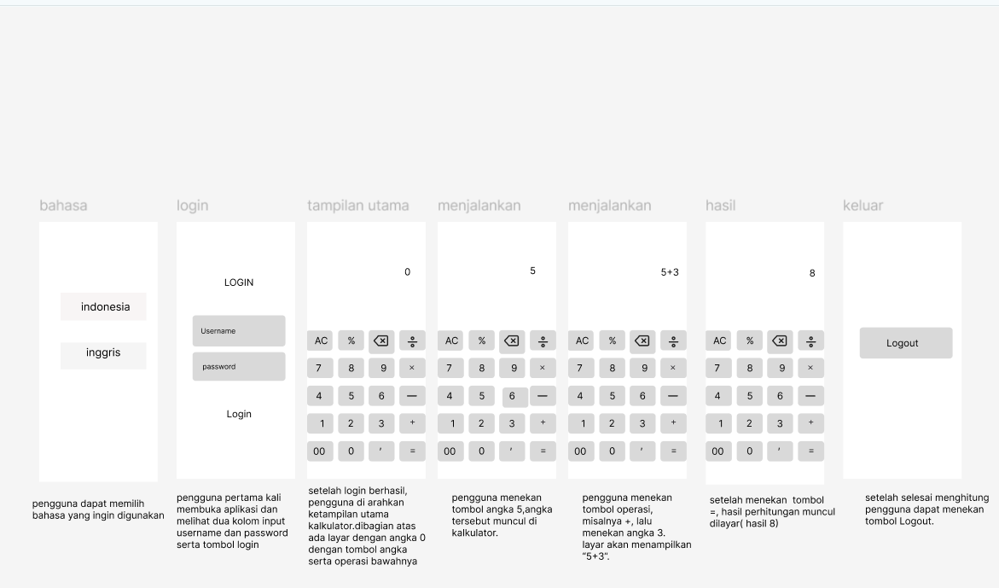 bahasa
login
tampilan utama
menjalankan
menjalankan
hasil
keluar
indonesia
inggris
LOGIN
Username
password
Login
0
AC % ÷
7 8 9 ×
4 5 6 —
1 2 3 +
00 0 ′ =
5
AC % ÷
7 8 9 ×
4 5 6 —
1 2 3 +
00 0 ′ =
5+3
AC % ÷
7 8 9 ×
4 5 6 —
1 2 3 +
00 0 ′ =
8
AC % ÷
7 8 9 ×
4 5 6 —
1 2 3 +
00 0 ′ =
Logout
pengguna dapat memilih
bahasa yang ingin digunakan
pengguna pertama kali
membuka aplikasi dan
melihat dua kolom input
username dan password
serta tombol login
setelah login berhasil,
pengguna di arahkan
ketampilan utama
kalkulator.dibagian atas
ada layar dengan angka 0
dengan tombol angka
serta operasi bawahnya
pengguna menekan
tombol angka 5,angka
tersebut muncul di
kalkulator.
pengguna menekan
tombol operasi,
misalnya +, lalu
menekan angka 3.
layar akan menampilkan
“5+3”.
setelah menekan tombol
=, hasil perhitungan muncul
dilayar( hasil 8)
setelah selesai menghitung
pengguna dapat menekan
tombol Logout.